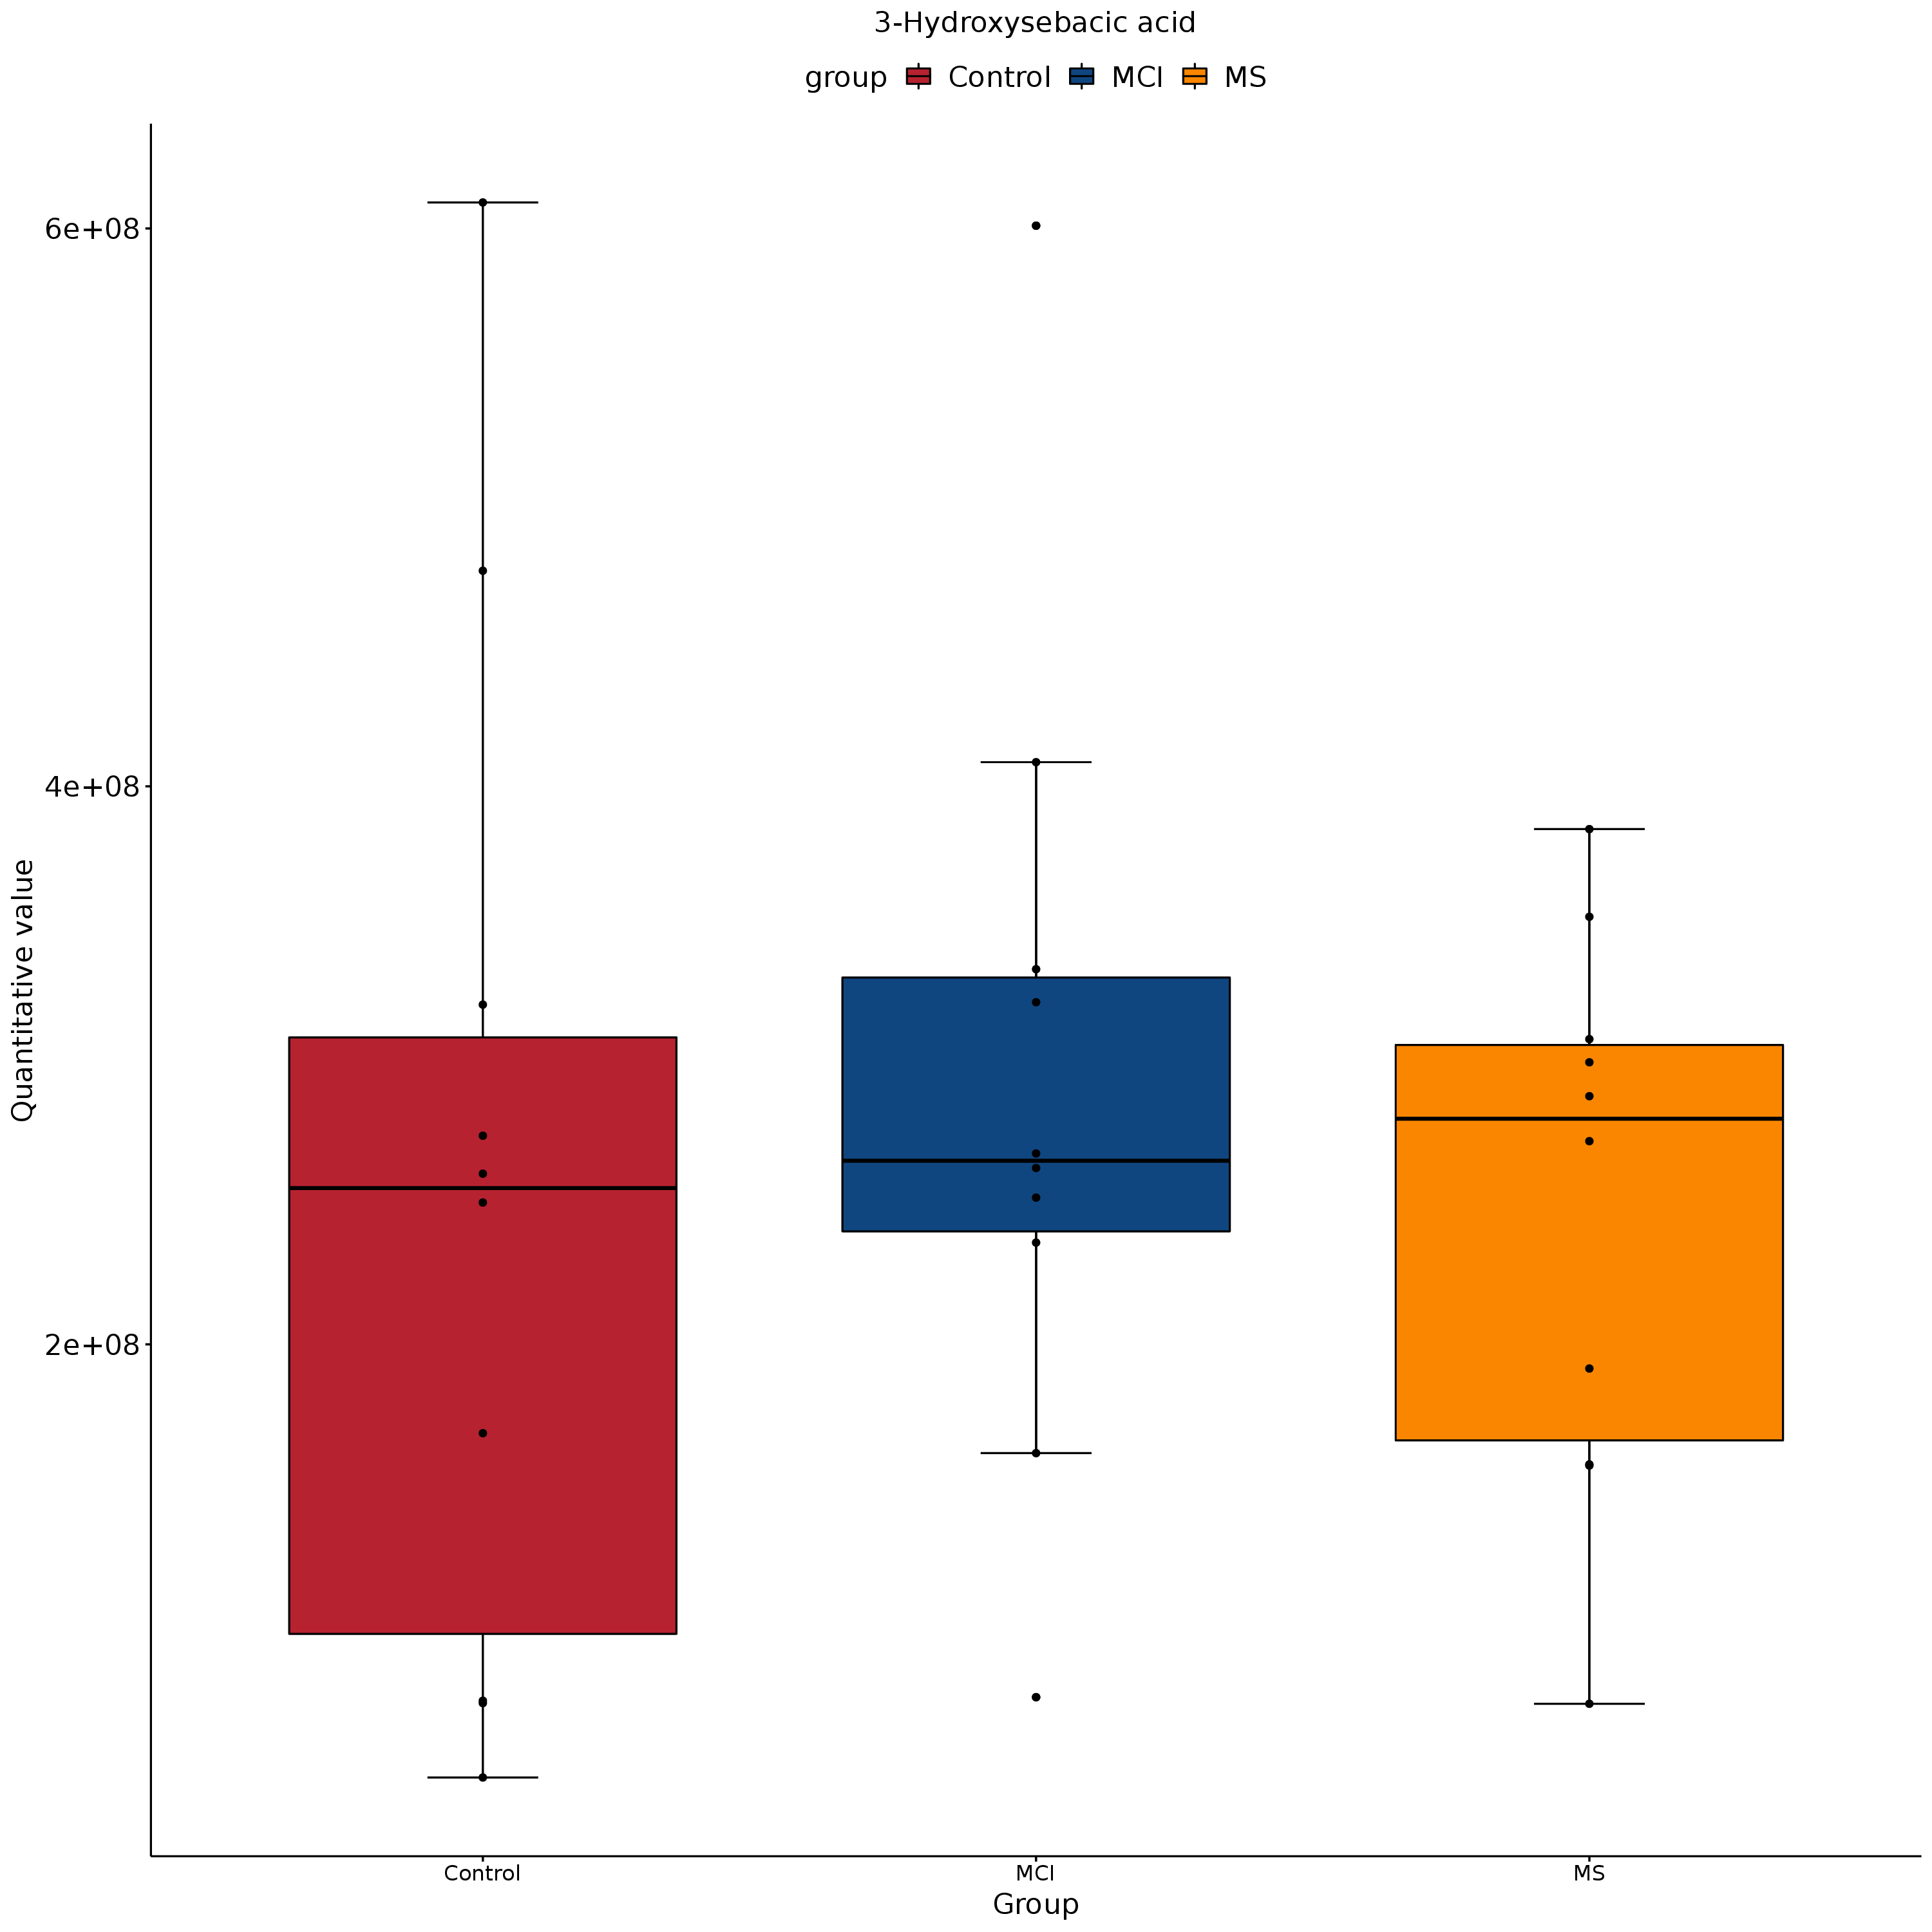 3-Hydroxysebacic acid
group Control MCI MS
6e+08
4e+08
2e+08
Quantitative value
Control MCI MS
Group